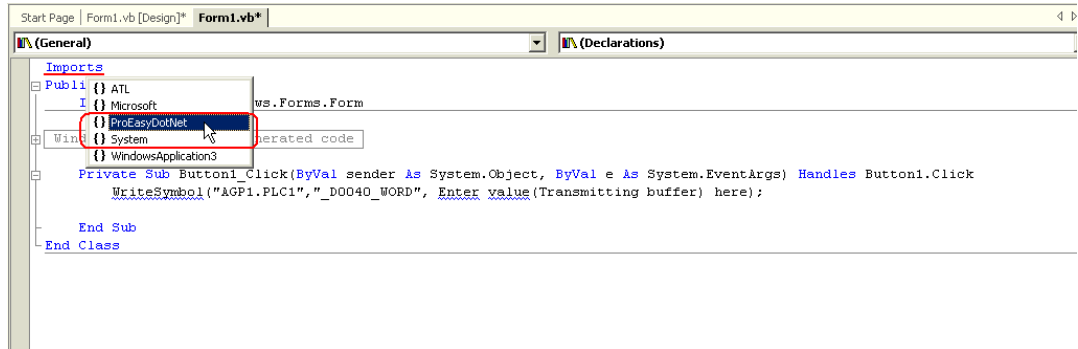 Start Page Form1.vb [Design]* Form1.vb*
(General) (Declarations)
Imports
Publi
{} ATL
I ws.Forms.Form
{} Microsoft
{} ProEasyDotNet
Wind nerated code
{} System
{} WindowsApplication3
Private Sub Button1_Click(ByVal sender As System.Object, ByVal e As System.EventArgs) Handles Button1.Click
WriteSymbol("AGP1.PLC1","_D0040_WORD", Enter value(Transmitting buffer) here);
End Sub
End Class